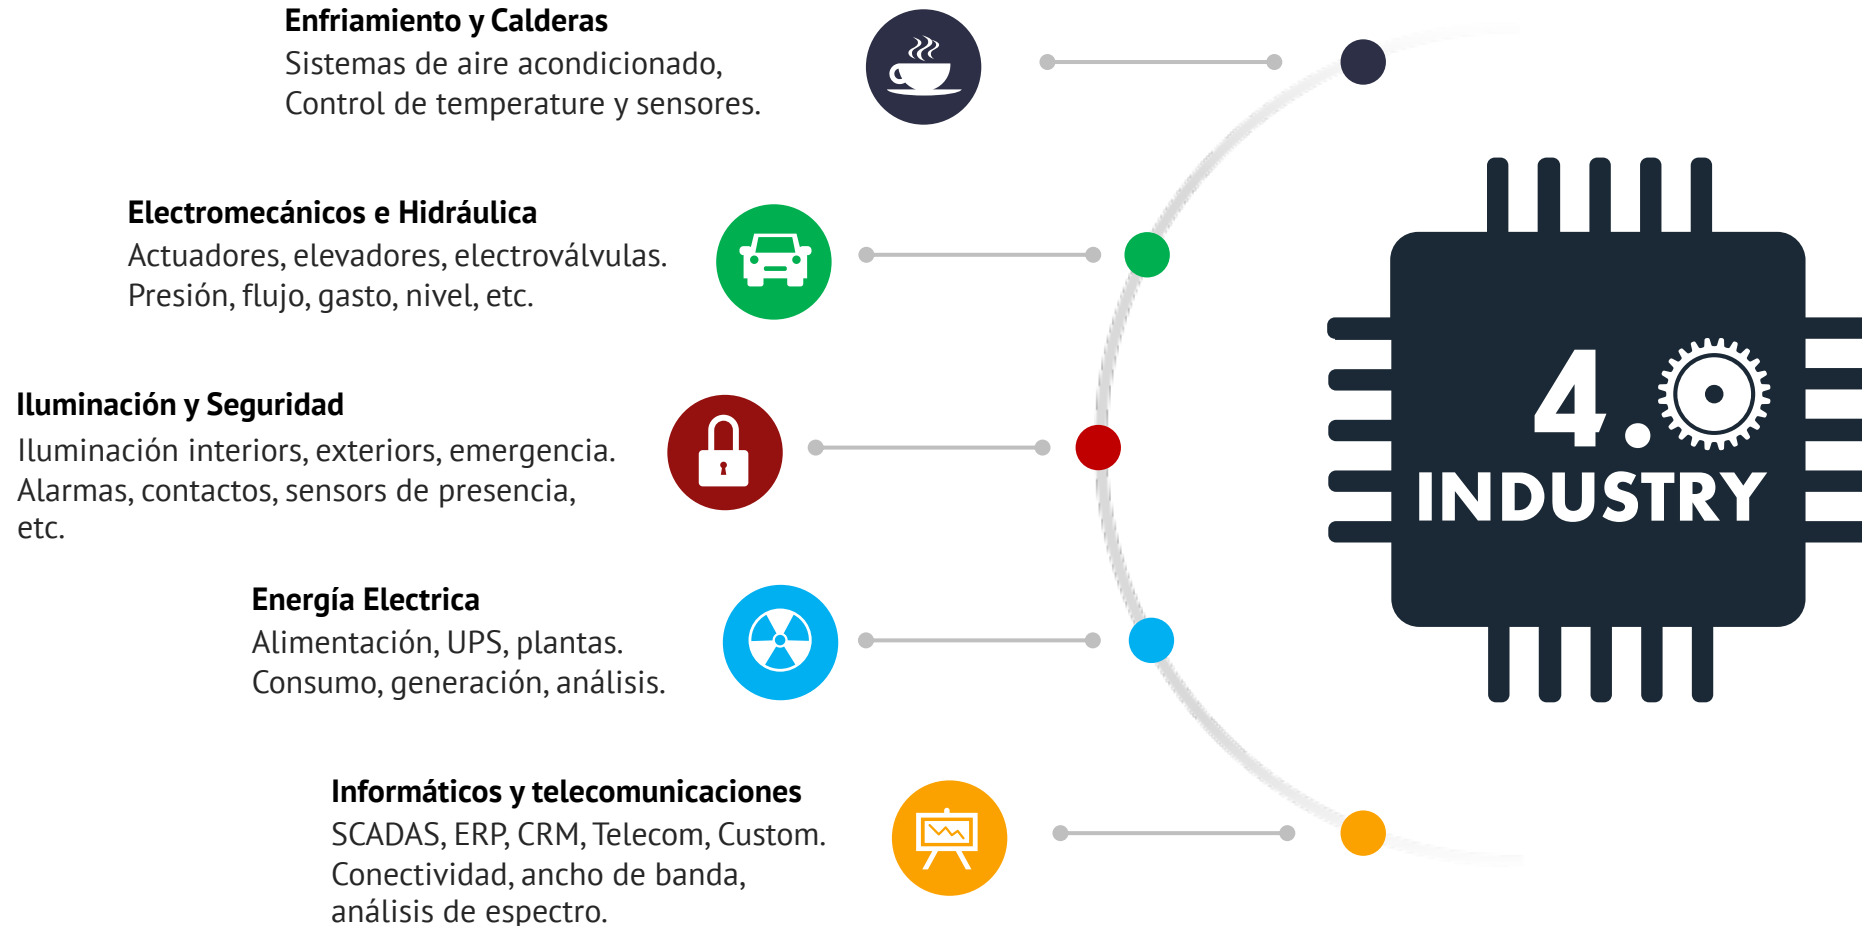 Enfriamiento y Calderas
Sistemas de aire acondicionado,
Control de temperature y sensores.
Electromecánicos e Hidráulica
Actuadores, elevadores, electroválvulas.
Presión, flujo, gasto, nivel, etc.
Iluminación y Seguridad
Iluminación interiors, exteriors, emergencia.
Alarmas, contactos, sensors de presencia,
etc.
Energía Electrica
Alimentación, UPS, plantas.
Consumo, generación, análisis.
Informáticos y telecomunicaciones
SCADAS, ERP, CRM, Telecom, Custom.
Conectividad, ancho de banda,
análisis de espectro.
4.0
INDUSTRY